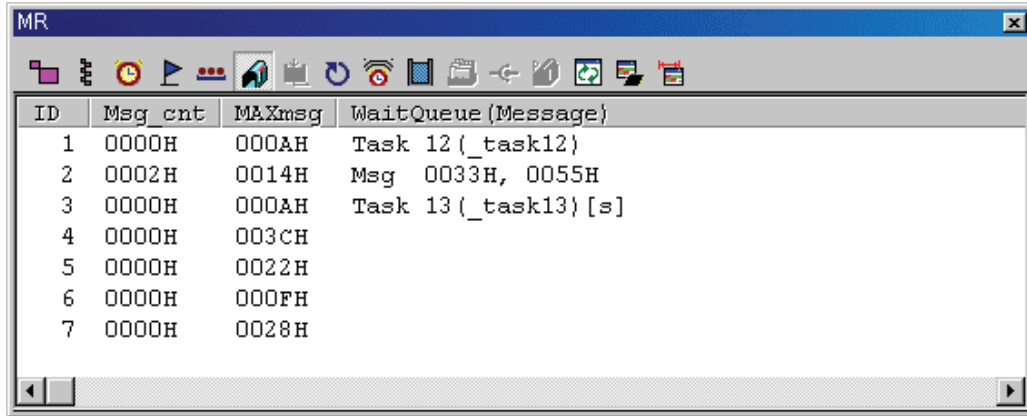 MR
ID Msg_cnt MAXmsg WaitQueue(Message)
1 0000H 000AH Task 12(_task12)
2 0002H 0014H Msg 0033H, 0055H
3 0000H 000AH Task 13(_task13)[s]
4 0000H 003CH
5 0000H 0022H
6 0000H 000FH
7 0000H 0028H